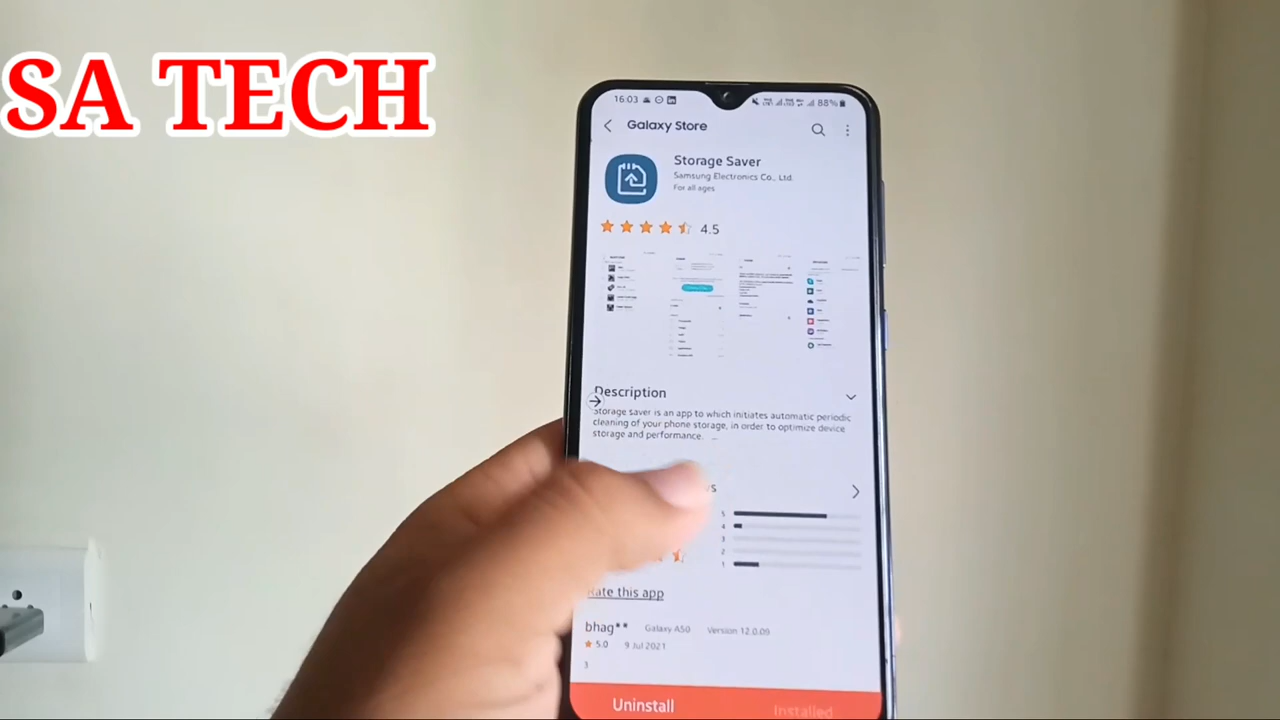 SA TECH
16:03
88%
Galaxy Store
Storage Saver
Samsung Electronics Co., Ltd.
For all ages
4.5
Description
Storage saver is an app to which initiates automatic periodic
cleaning of your phone storage, in order to optimize device
storage and performance.
5
4
3
2
1
Rate this app
bhag** Galaxy A50 Version 12.0.09
5.0 9 Jul 2021
3
Uninstall Installed